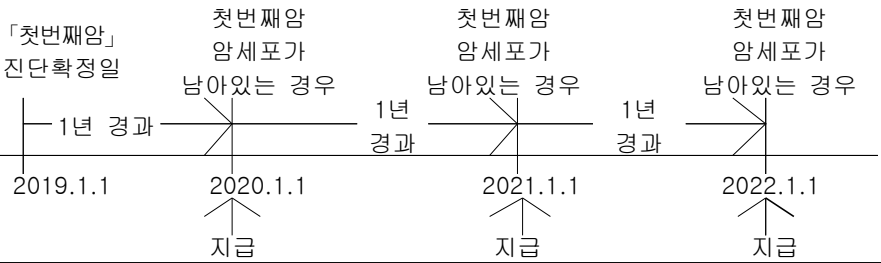 「첫번째암」
진단확정일
첫번째암
암세포가
남아있는 경우
첫번째암
암세포가
남아있는 경우
첫번째암
암세포가
남아있는 경우
1년 경과
1년
경과
1년
경과
2019.1.1
2020.1.1
2021.1.1
2022.1.1
지급
지급
지급